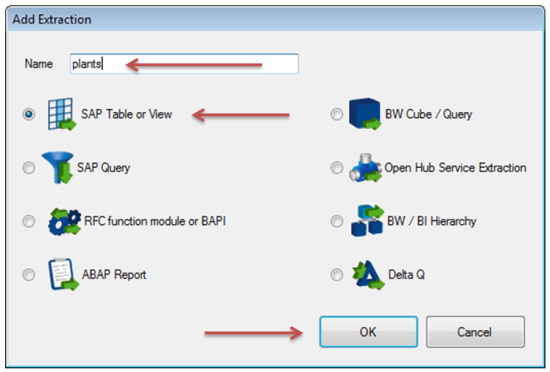 Add Extraction
Name plants
SAP Table or View BW Cube / Query
SAP Query Open Hub Service Extraction
RFC function module or BAPI BW / BI Hierarchy
ABAP Report Delta Q
OK Cancel